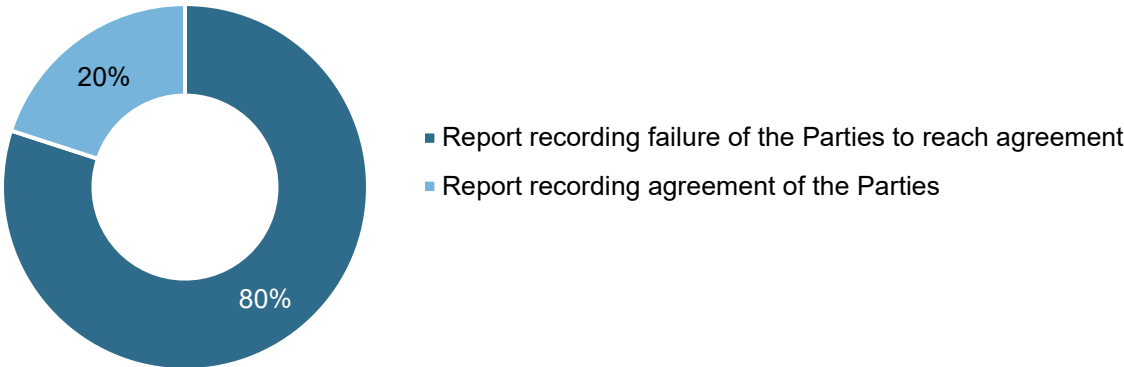 20%
Report recording failure of the Parties to reach agreement
Report recording agreement of the Parties
80%